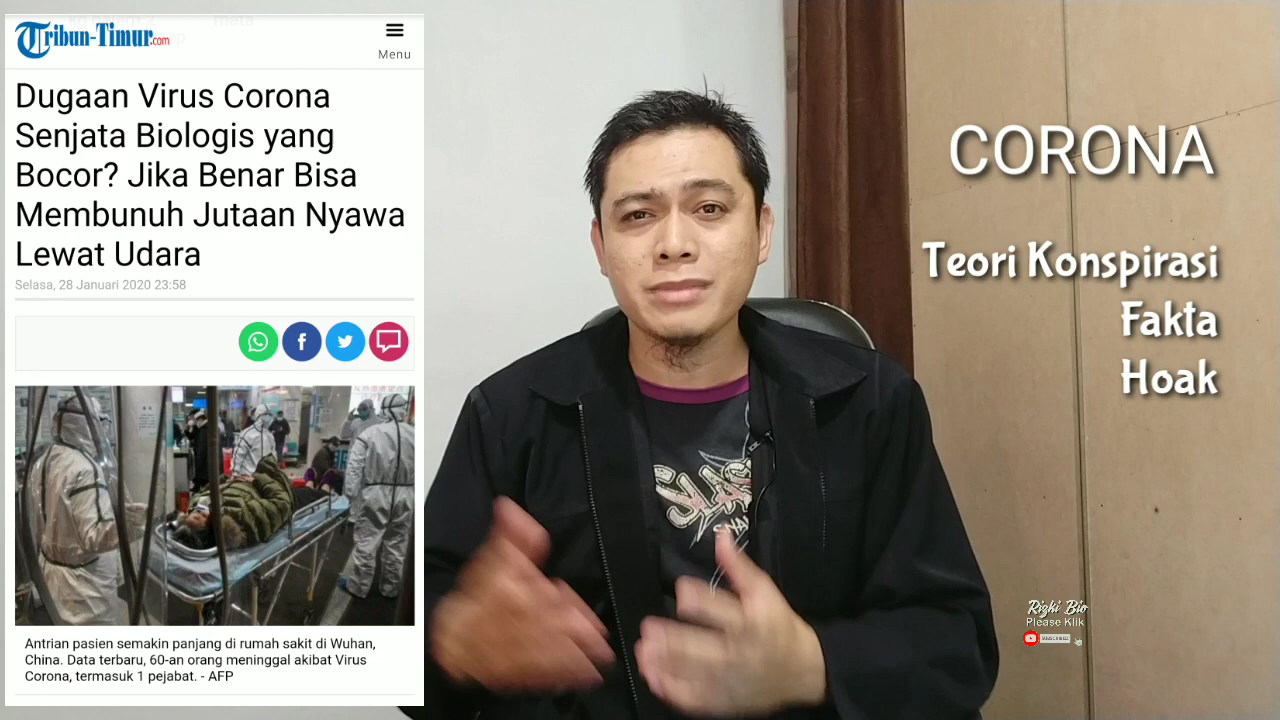 Tribun-Timur.com
Menu
Dugaan Virus Corona
Senjata Biologis yang
Bocor? Jika Benar Bisa
Membunuh Jutaan Nyawa
Lewat Udara
Selasa, 28 Januari 2020 23:58
Antrian pasien semakin panjang di rumah sakit di Wuhan,
China. Data terbaru, 60-an orang meninggal akibat Virus
Corona, termasuk 1 pejabat. - AFP
CORONA
Teori Konspirasi
Fakta
Hoak
Rizki Bio
Please Klik
SUBSCRIBE